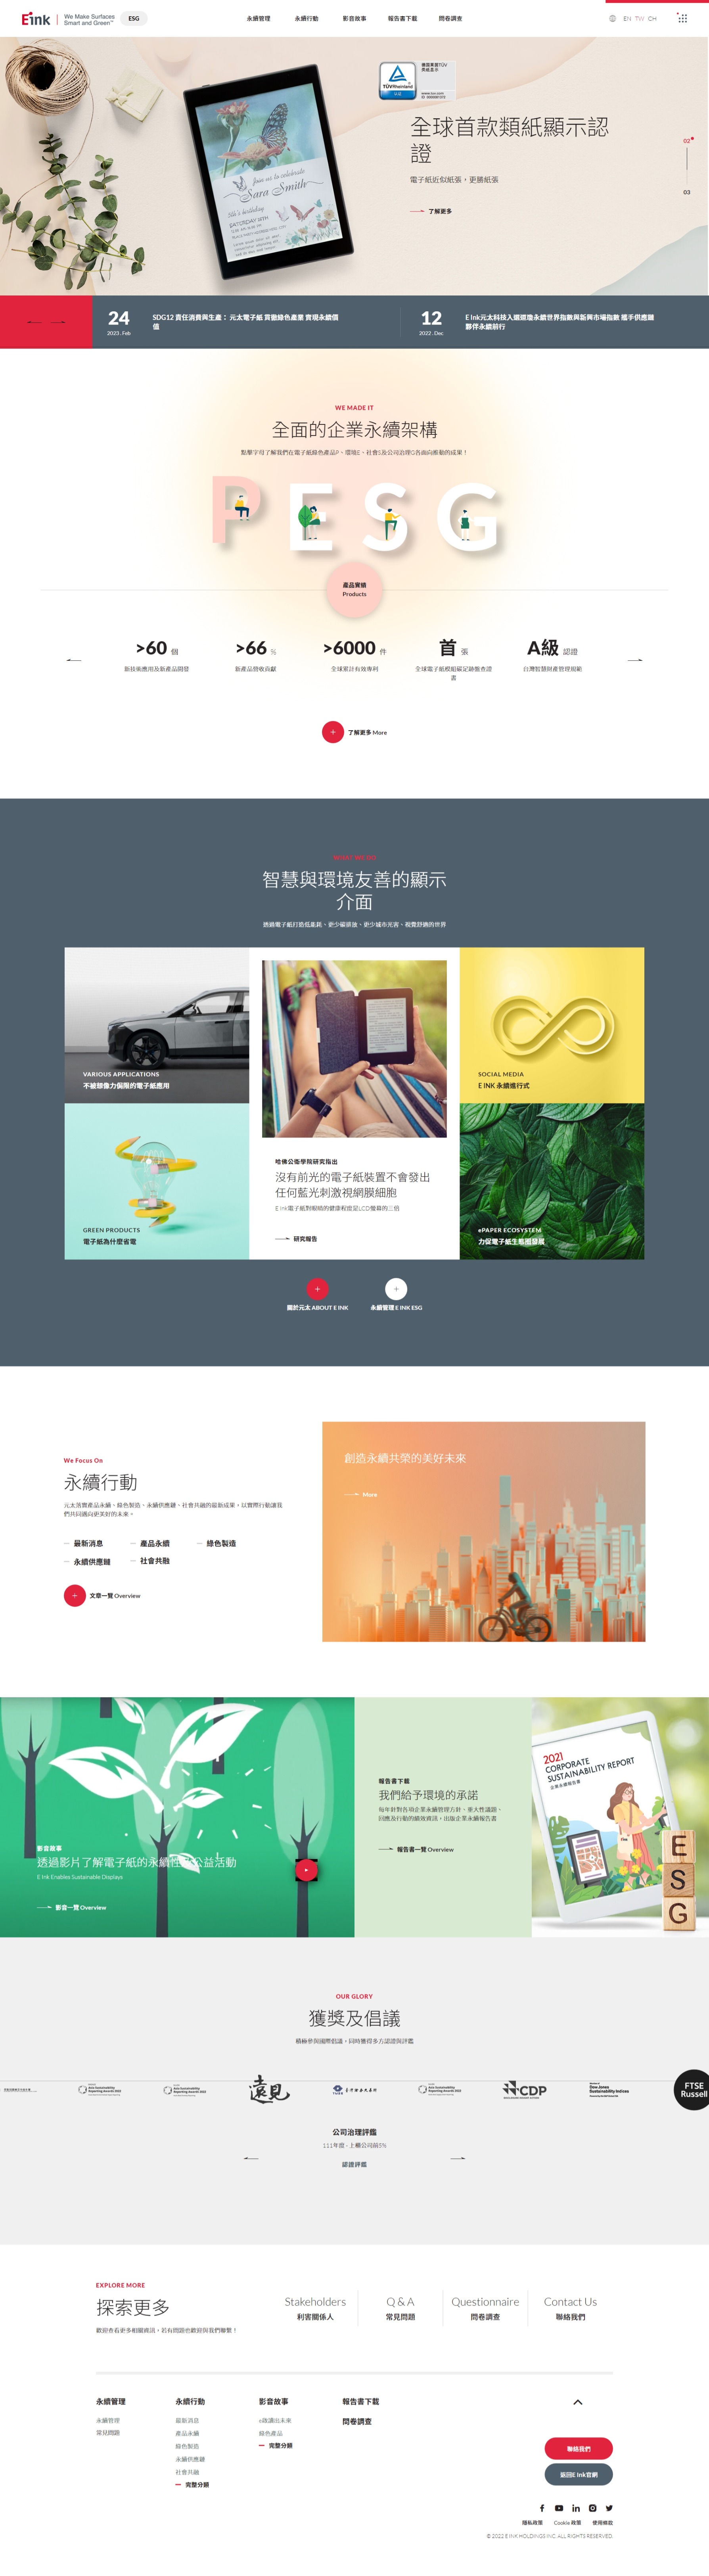 E ink
We Make Surfaces
Smart and Green™
ESG
永續管理
永續行動
影音故事
報告書下載
問卷調查
EN TW CH
德國萊茵TÜV
類紙顯示
TÜVRheinland
www.tuv.com
Join us to celebrate
Sara Smith
全球首款類紙顯示認
證
電子紙近似紙張，更勝紙張
了解更多
02
03
24
2023 . Feb
SDG12 責任消費與生產： 元太電子紙 貫徹綠色產業 實現永續價
值
12
2022 . Dec
E Ink元太科技入選道瓊永續世界指數與新興市場指數 攜手供應鏈
夥伴永續前行
WE MADE IT
全面的企業永續架構
點擊字母了解我們在電子紙綠色產品P、環境E、社會S及公司治理G各面向推動的成果！
P E S G
產品實績
Products
>60 個
新技術應用及新產品開發
>66 %
新產品營收貢獻
>6000 件
全球累計有效專利
首 張
全球電子紙模組碳足跡盤查證
書
A級 認證
台灣智慧財產管理規範
了解更多 More
智慧與環境友善的顯示
介面
透過電子紙打造低能耗、更少碳排放、更少城市光害、視覺舒適的世界
VARIOUS APPLICATIONS
不被想像力侷限的電子紙應用
SOCIAL MEDIA
E INK 永續進行式
GREEN PRODUCTS
電子紙為什麼省電
哈佛公衛學院研究指出
沒有前光的電子紙裝置不會發出
任何藍光刺激視網膜細胞
E Ink電子紙對眼睛的健康程度是LCD螢幕的三倍
研究報告
ePAPER ECOSYSTEM
力促電子紙生態圈發展
關於元太 ABOUT E INK
永續管理 E INK ESG
We Focus On
永續行動
元太落實產品永續、綠色製造、永續供應鏈、社會共融的最新成果，以實際行動讓我
們共同邁向更美好的未來。
最新消息
產品永續
綠色製造
永續供應鏈
社會共融
文章一覽 Overview
創造永續共榮的美好未來
More
影音故事
透過影片了解電子紙的永續性與公益活動
E Ink Enables Sustainable Displays
影音一覽 Overview
報告書下載
我們給予環境的承諾
每年針對各項企業永續管理方針、重大性議題、
回應及行動的績效資訊，出版企業永續報告書
報告書一覽 Overview
2021
CORPORATE
SUSTAINABILITY REPORT
企業永續報告書
E
S
G
OUR GLORY
獲獎及倡議
積極參與國際倡議，同時獲得多方認證與評鑑
Asia Sustainability
Reporting Awards 2022
Asia Sustainability
Reporting Awards 2022
遠見
Asia Sustainability
Reporting Awards 2022
CDP
Dow Jones
Sustainability Indices
FTSE
Russell
公司治理評鑑
111年度 - 上櫃公司前5%
認證評鑑
EXPLORE MORE
探索更多
歡迎查看更多相關資訊，若有問題也歡迎與我們聯繫！
Stakeholders
利害關係人
Q & A
常見問題
Questionnaire
問卷調查
Contact Us
聯絡我們
永續管理
永續管理
常見問題
永續行動
最新消息
產品永續
綠色製造
永續供應鏈
社會共融
完整分類
影音故事
e啟讀出未來
綠色產品
完整分類
報告書下載
問卷調查
聯絡我們
返回E Ink官網
隱私政策
Cookie 政策
使用條款
© 2022 E INK HOLDINGS INC. ALL RIGHTS RESERVED.